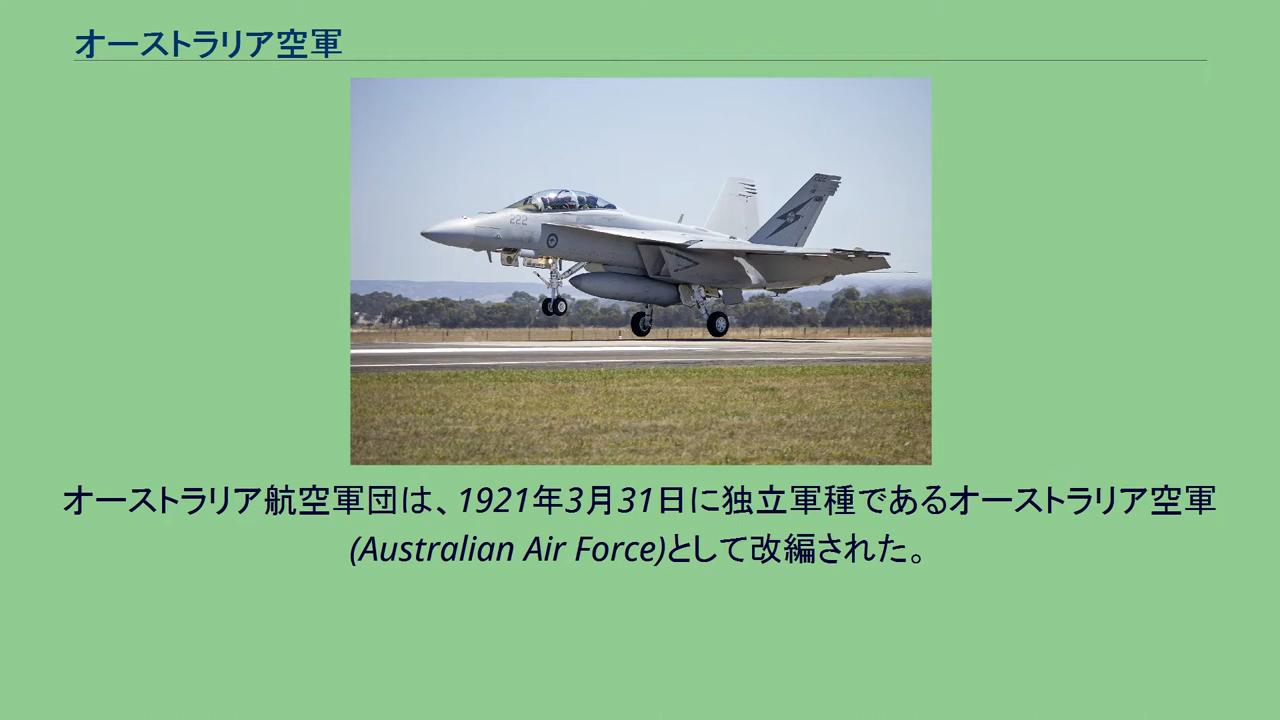 オーストラリア空軍
222
222
オーストラリア航空軍団は、1921年3月31日に独立軍種であるオーストラリア空軍
(Australian Air Force)として改編された。